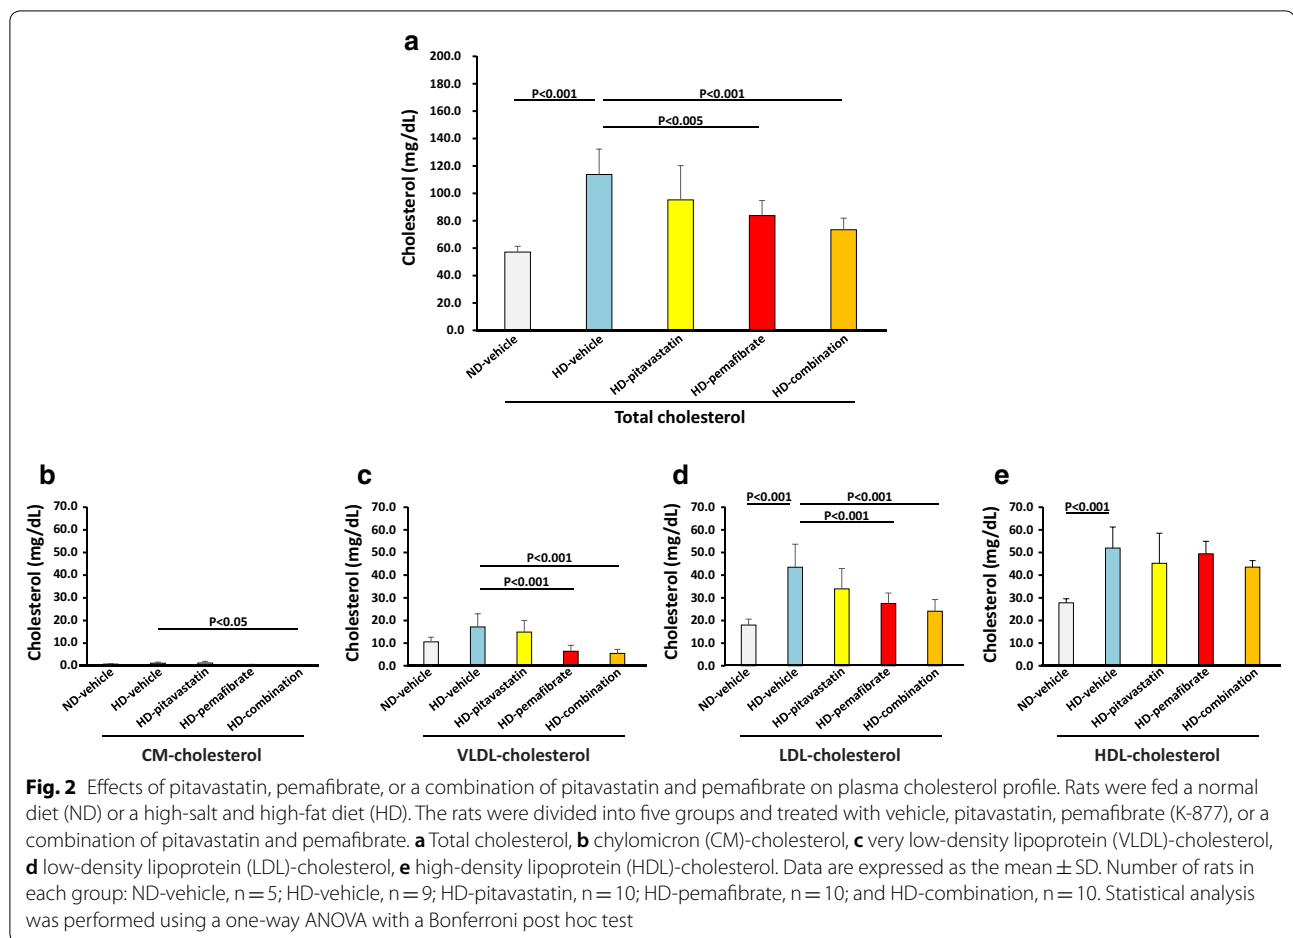 a
Cholesterol (mg/dL)
200.0
180.0
160.0
140.0
120.0
100.0
80.0
60.0
40.0
20.0
0.0
P<0.001
P<0.001
P<0.005
ND-vehicle
HD-vehicle
HD-pitavastatin
HD-pemafibrate
HD-combination
Total cholesterol
b
Cholesterol (mg/dL)
70.0
60.0
50.0
40.0
30.0
20.0
10.0
0.0
P<0.05
ND-vehicle
HD-vehicle
HD-pitavastatin
HD-pemafibrate
HD-combination
CM-cholesterol
c
Cholesterol (mg/dL)
70.0
60.0
50.0
40.0
30.0
20.0
10.0
0.0
P<0.001
P<0.001
ND-vehicle
HD-vehicle
HD-pitavastatin
HD-pemafibrate
HD-combination
VLDL-cholesterol
d
Cholesterol (mg/dL)
70.0
60.0
50.0
40.0
30.0
20.0
10.0
0.0
P<0.001
P<0.001
P<0.001
ND-vehicle
HD-vehicle
HD-pitavastatin
HD-pemafibrate
HD-combination
LDL-cholesterol
e
Cholesterol (mg/dL)
70.0
60.0
50.0
40.0
30.0
20.0
10.0
0.0
P<0.001
ND-vehicle
HD-vehicle
HD-pitavastatin
HD-pemafibrate
HD-combination
HDL-cholesterol
Fig. 2 Effects of pitavastatin, pemafibrate, or a combination of pitavastatin and pemafibrate on plasma cholesterol profile. Rats were fed a normal
diet (ND) or a high-salt and high-fat diet (HD). The rats were divided into five groups and treated with vehicle, pitavastatin, pemafibrate (K-877), or a
combination of pitavastatin and pemafibrate. a Total cholesterol, b chylomicron (CM)-cholesterol, c very low-density lipoprotein (VLDL)-cholesterol,
d low-density lipoprotein (LDL)-cholesterol, e high-density lipoprotein (HDL)-cholesterol. Data are expressed as the mean ± SD. Number of rats in
each group: ND-vehicle, n = 5; HD-vehicle, n = 9; HD-pitavastatin, n = 10; HD-pemafibrate, n = 10; and HD-combination, n = 10. Statistical analysis
was performed using a one-way ANOVA with a Bonferroni post hoc test